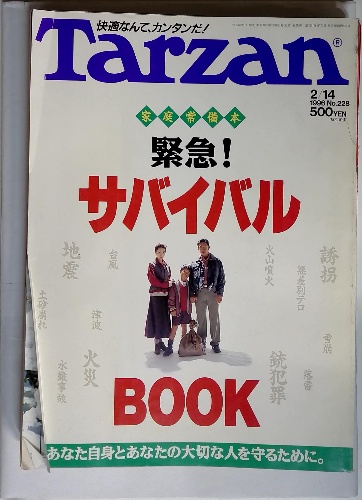 快適なんて、カンタンだ!
Tarzan
®
2/14
1996 No.228
500YEN
家庭常備本
緊急!
サバイバル
誘拐
火山噴火
無差別テロ
台風
地震
津波
土砂崩れ
火災
水難事故
雪崩
落雷
銃犯罪
BOOK
あなた自身とあなたの大切な人を守るために。